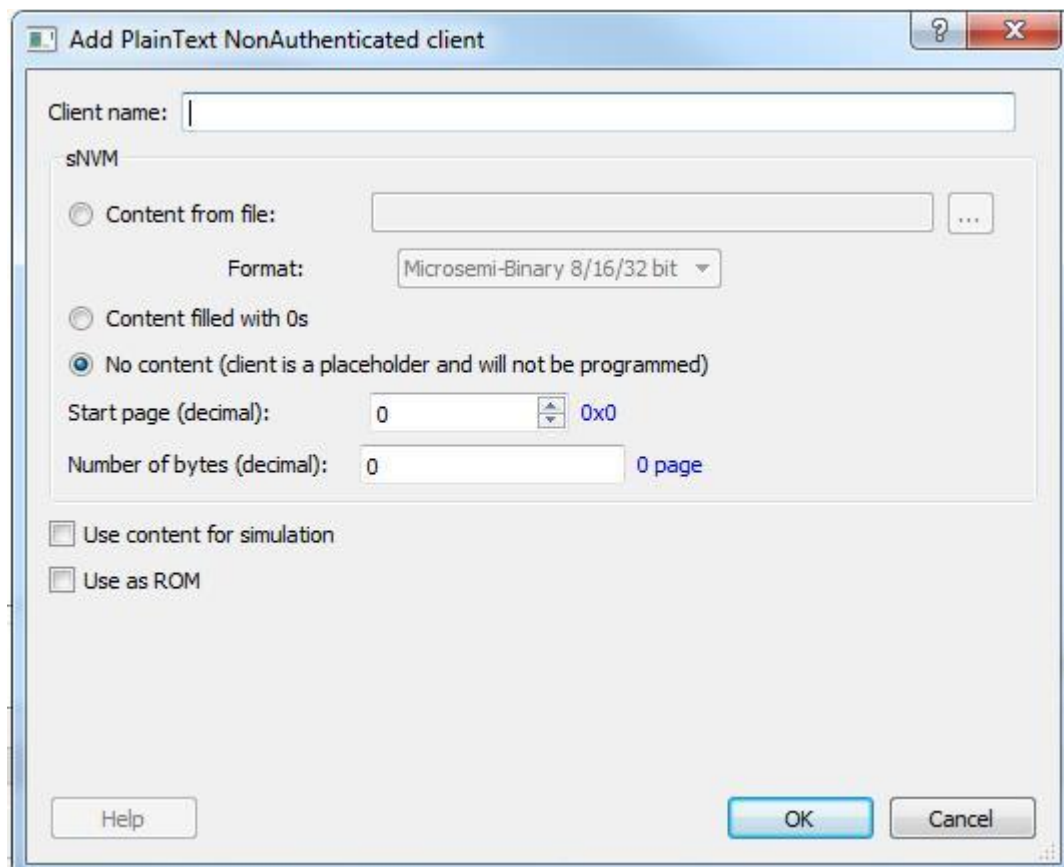 Add PlainText NonAuthenticated client
Client name:
sNVM
Content from file: ...
Format: Microsemi-Binary 8/16/32 bit
Content filled with 0s
No content (client is a placeholder and will not be programmed)
Start page (decimal): 0 0x0
Number of bytes (decimal): 0 0 page
Use content for simulation
Use as ROM
Help OK Cancel